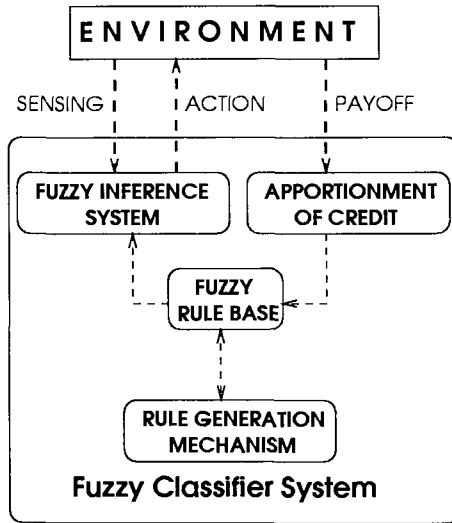 ENVIRONMENT
SENSING
ACTION
PAYOFF
FUZZY INFERENCE
SYSTEM
APPORTIONMENT
OF CREDIT
FUZZY
RULE BASE
RULE GENERATION
MECHANISM
Fuzzy Classifier System